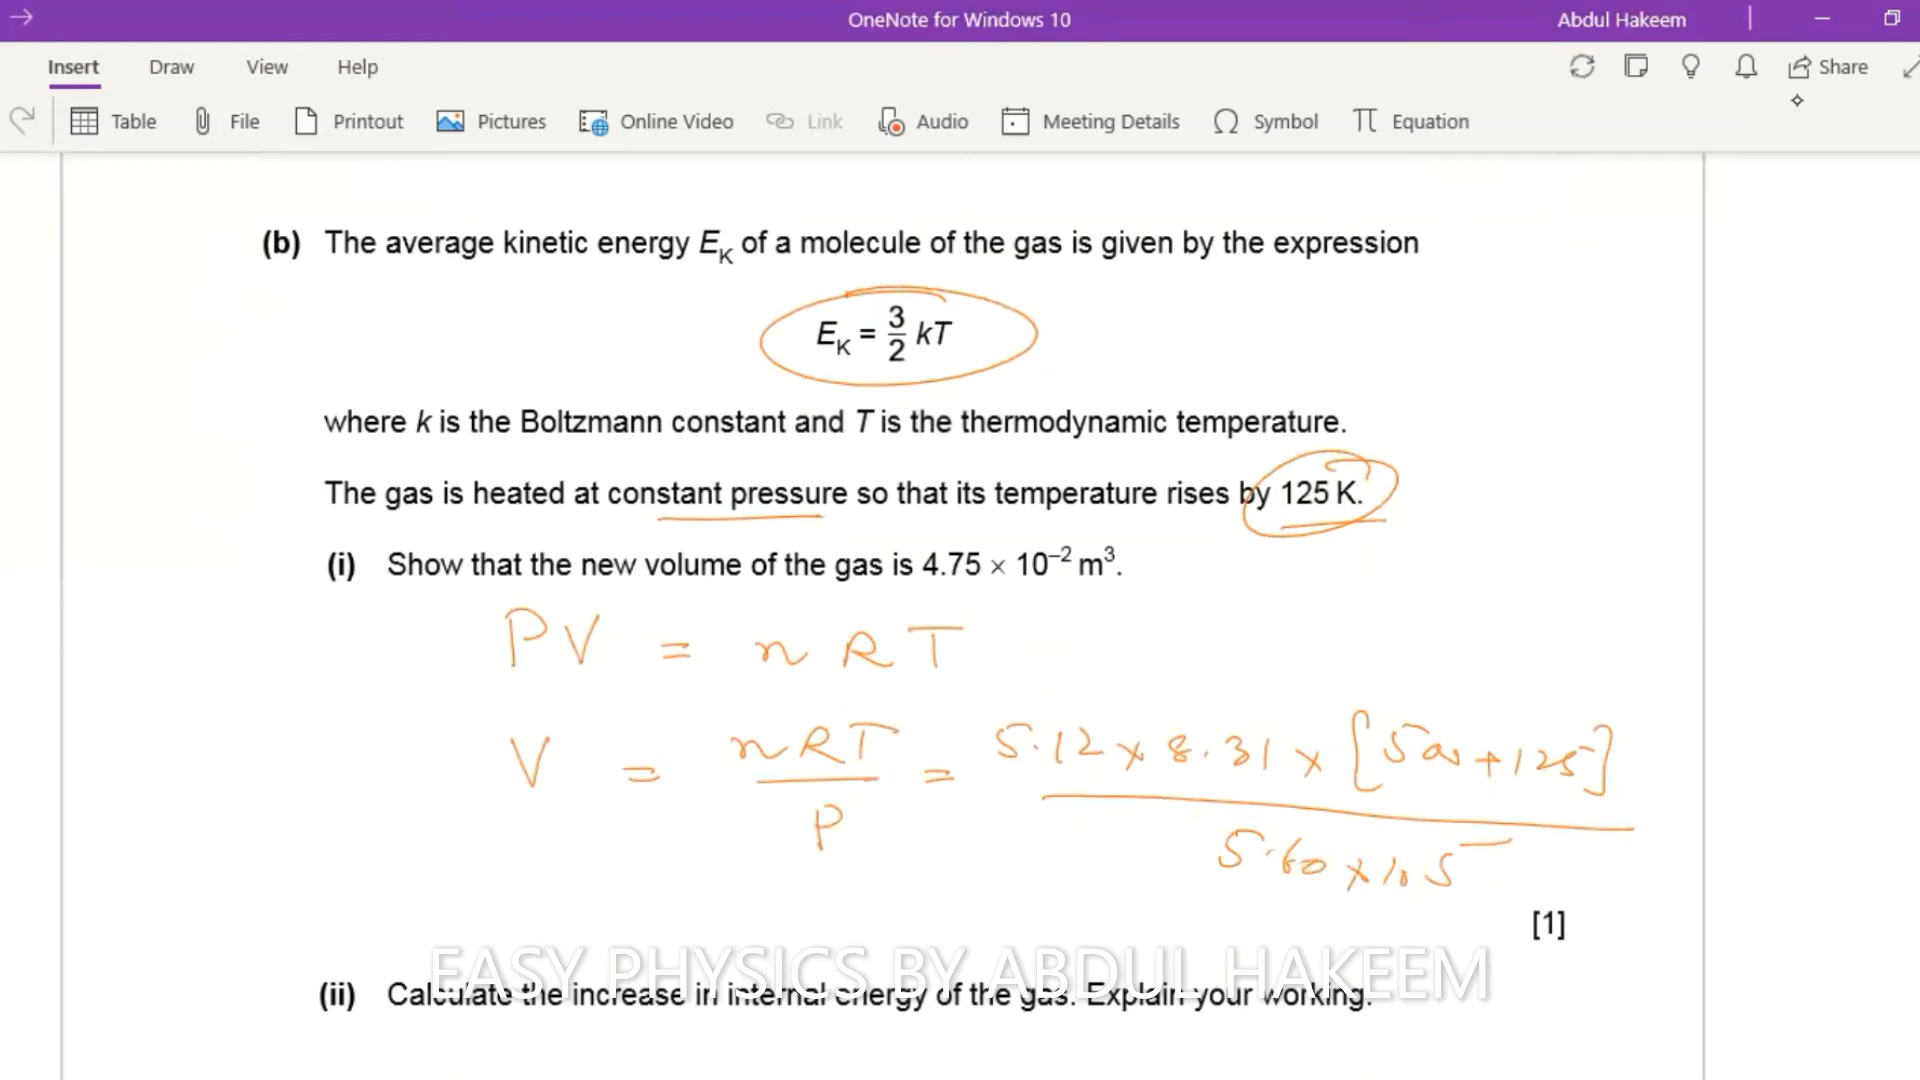 OneNote for Windows 10
Abdul Hakeem
Insert Draw View Help
Share
Table File Printout Pictures Online Video Link Audio Meeting Details Symbol Equation
(b) The average kinetic energy E_K of a molecule of the gas is given by the expression
E_K = 3/2 kT
where k is the Boltzmann constant and T is the thermodynamic temperature.
The gas is heated at constant pressure so that its temperature rises by 125 K.
(i) Show that the new volume of the gas is 4.75 × 10⁻² m³.
PV = nRT
V = nRT/P = 5.12 × 8.31 × [500 + 125] / 5.60 × 10⁵
[1]
EASY PHYSICS BY ABDUL HAKEEM
(ii) Calculate the increase in internal energy of the gas. Explain your working.